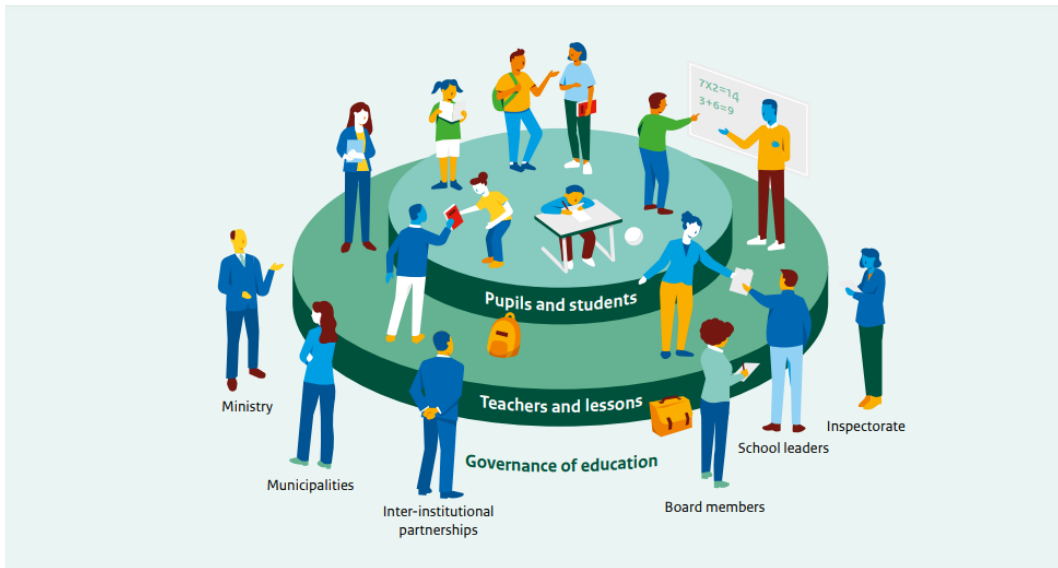 7X2=14
3+6=9
Pupils and students
Teachers and lessons
Governance of education
Ministry
Municipalities
Inter-institutional
partnerships
Board members
School leaders
Inspectorate